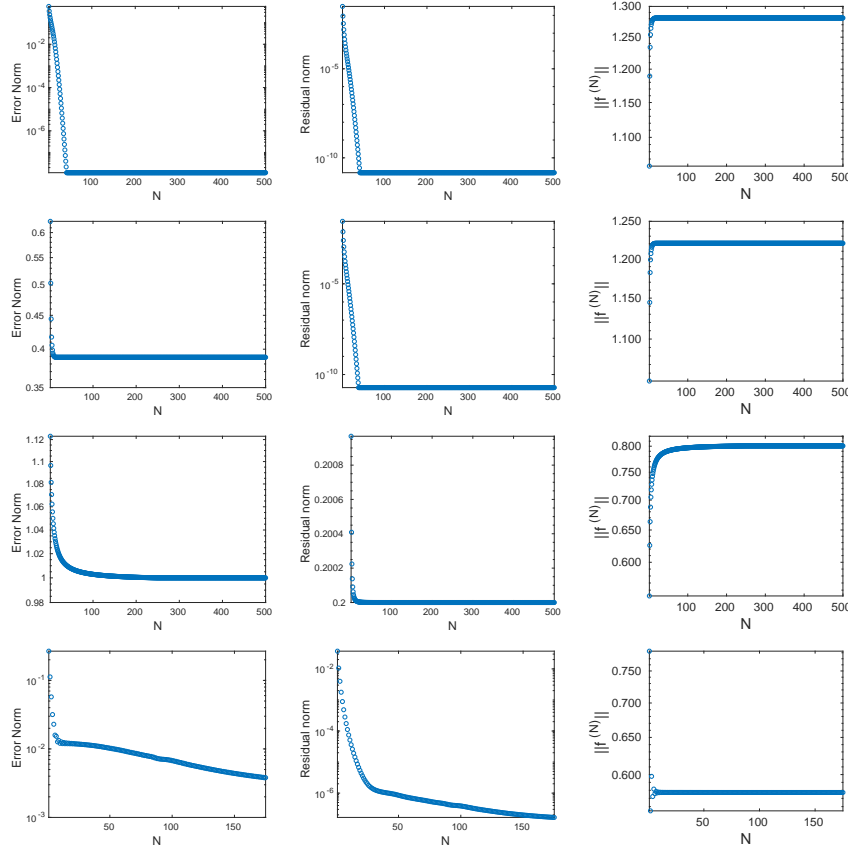 10^-2
10^-4
10^-6
Error Norm
100 200 300 400 500
N
10^-5
10^-10
Residual norm
100 200 300 400 500
N
1.300
1.250
1.200
1.150
1.100
||f^(N)||
100 200 300 400 500
N
0.6
0.55
0.5
0.45
0.4
0.35
Error Norm
100 200 300 400 500
N
10^-5
10^-10
Residual norm
100 200 300 400 500
N
1.250
1.200
1.150
1.100
||f^(N)||
100 200 300 400 500
N
1.12
1.1
1.08
1.06
1.04
1.02
1
0.98
Error Norm
100 200 300 400 500
N
0.2008
0.2006
0.2004
0.2002
0.2
Residual norm
100 200 300 400 500
N
0.800
0.750
0.700
0.650
0.600
||f^(N)||
100 200 300 400 500
N
10^-1
10^-2
10^-3
Error Norm
50 100 150
N
10^-2
10^-4
10^-6
Residual norm
50 100 150
N
0.750
0.700
0.650
0.600
||f^(N)||
50 100 150
N